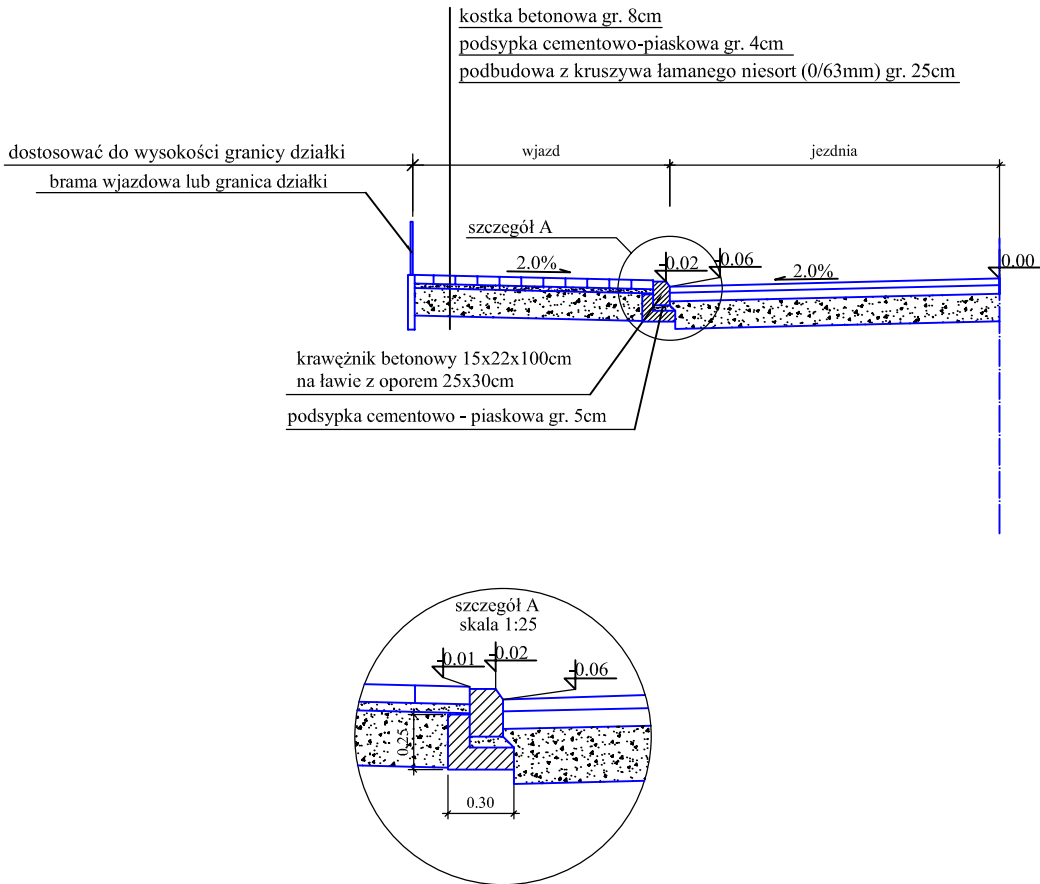 kostka betonowa gr. 8cm
podsypka cementowo-piaskowa gr. 4cm
podbudowa z kruszywa łamanego niesort (0/63mm) gr. 25cm
dostosować do wysokości granicy działki
wjazd
jezdnia
brama wjazdowa lub granica działki
szczegół A
2.0%
-0.02
-0.06
2.0%
0.00
krawężnik betonowy 15x22x100cm
na ławie z oporem 25x30cm
podsypka cementowo - piaskowa gr. 5cm
szczegół A
skala 1:25
-0.01
-0.02
-0.06
0.25
0.30